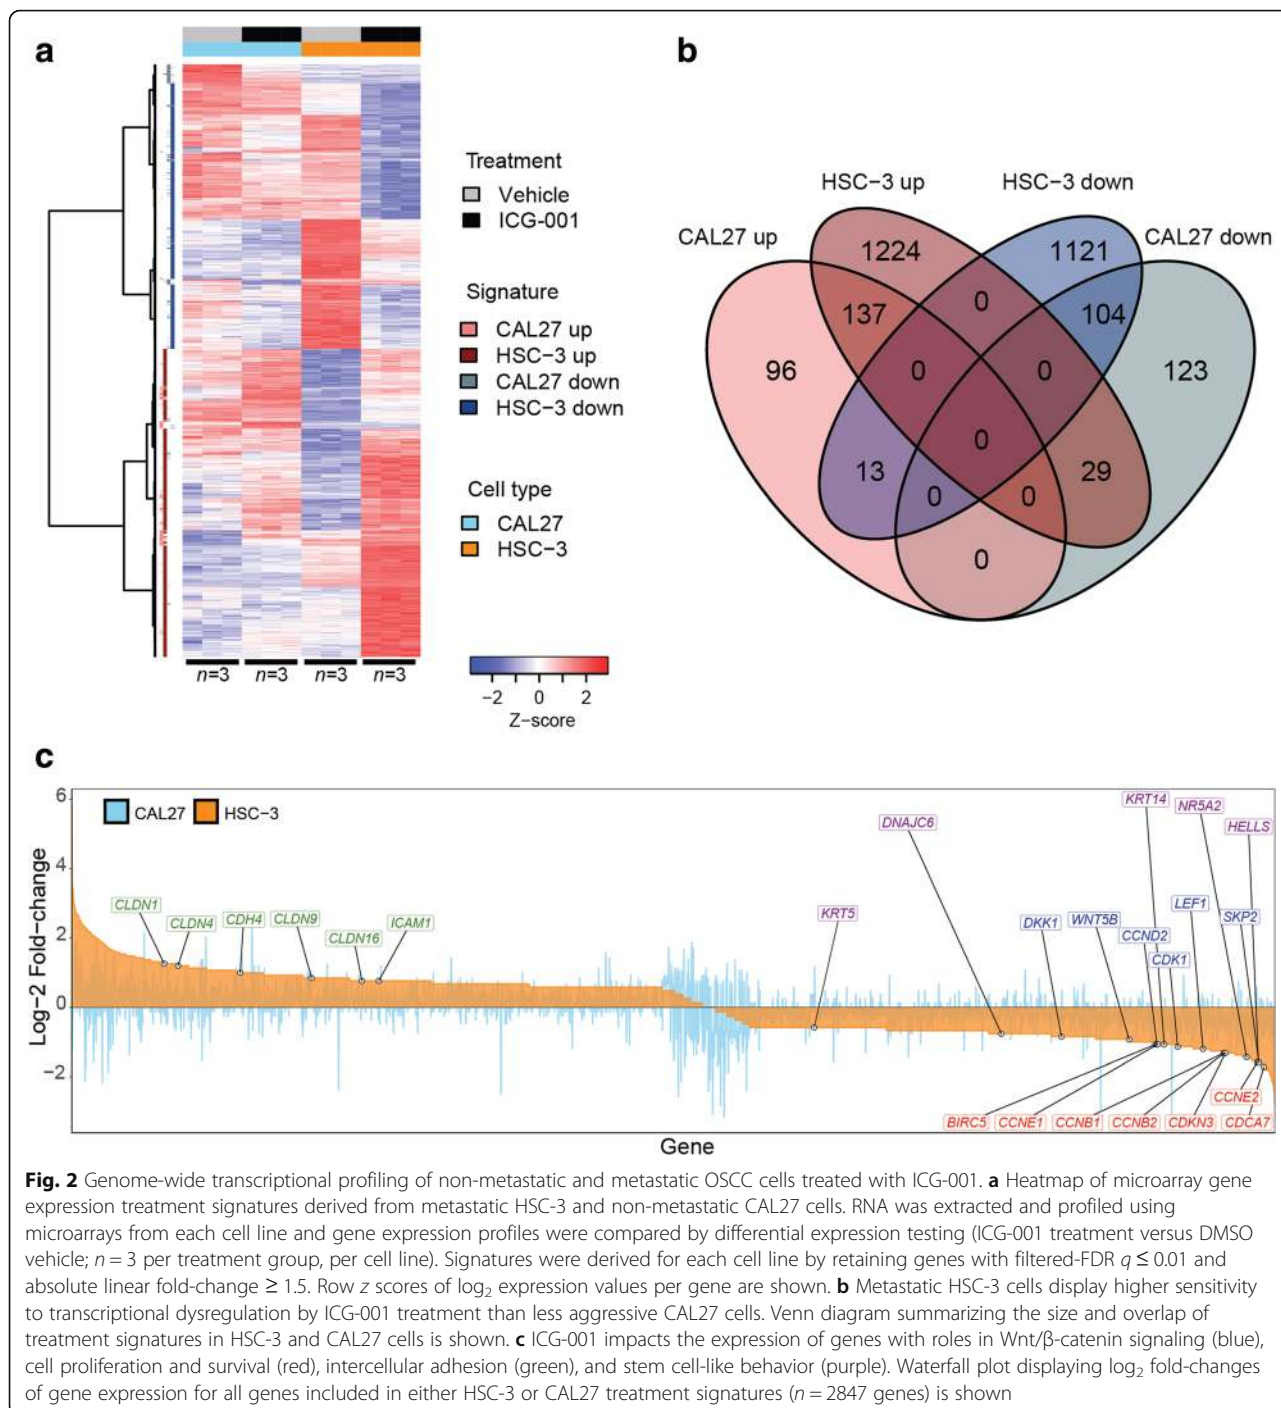 a
Treatment
Vehicle
ICG-001
Signature
CAL27 up
HSC-3 up
CAL27 down
HSC-3 down
Cell type
CAL27
HSC-3
n=3
n=3
n=3
n=3
-2
0
2
Z-score
b
HSC-3 up
HSC-3 down
CAL27 up
CAL27 down
1224
1121
137
0
104
96
0
0
123
0
13
29
0
0
0
c
6
4
2
0
-2
Log-2 Fold-change
CAL27
HSC-3
CLDN1
CLDN4
CDH4
CLDN9
CLDN16
ICAM1
KRT5
DNAJC6
KRT14
NR5A2
HELLS
DKK1
WNT5B
CCND2
CDK1
LEF1
SKP2
BIRC5
CCNE1
CCNB1
CCNB2
CDKN3
CCNE2
CDCA7
Gene
Fig. 2 Genome-wide transcriptional profiling of non-metastatic and metastatic OSCC cells treated with ICG-001. a Heatmap of microarray gene
expression treatment signatures derived from metastatic HSC-3 and non-metastatic CAL27 cells. RNA was extracted and profiled using
microarrays from each cell line and gene expression profiles were compared by differential expression testing (ICG-001 treatment versus DMSO
vehicle; n = 3 per treatment group, per cell line). Signatures were derived for each cell line by retaining genes with filtered-FDR q ≤ 0.01 and
absolute linear fold-change ≥ 1.5. Row z scores of log₂ expression values per gene are shown. b Metastatic HSC-3 cells display higher sensitivity
to transcriptional dysregulation by ICG-001 treatment than less aggressive CAL27 cells. Venn diagram summarizing the size and overlap of
treatment signatures in HSC-3 and CAL27 cells is shown. c ICG-001 impacts the expression of genes with roles in Wnt/β-catenin signaling (blue),
cell proliferation and survival (red), intercellular adhesion (green), and stem cell-like behavior (purple). Waterfall plot displaying log₂ fold-changes
of gene expression for all genes included in either HSC-3 or CAL27 treatment signatures (n = 2847 genes) is shown